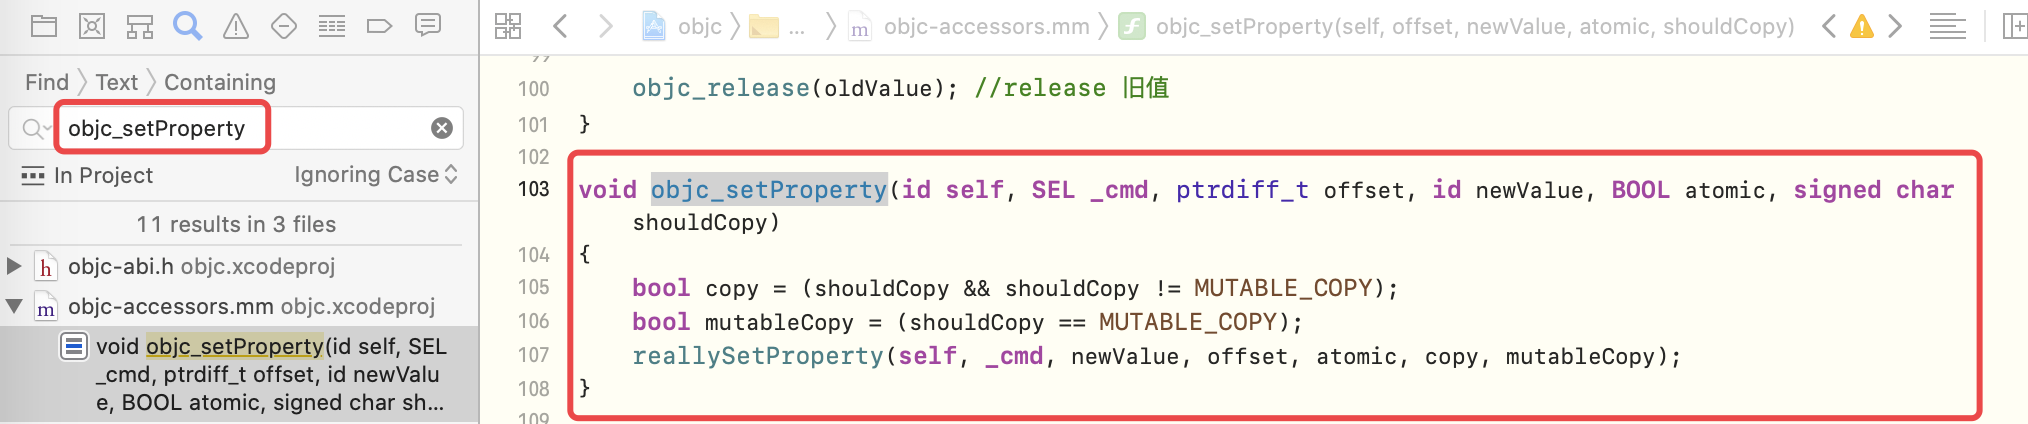 objc
...
m
objc-accessors.mm
f
objc_setProperty(self, offset, newValue, atomic, shouldCopy)
Find
Text
Containing
objc_setProperty
In Project
Ignoring Case
11 results in 3 files
h
objc-abi.h objc.xcodeproj
m
objc-accessors.mm objc.xcodeproj
void objc_setProperty(id self, SEL
_cmd, ptrdiff_t offset, id newValu
e, BOOL atomic, signed char sh...
100 objc_release(oldValue); //release 旧值
101 }
102
103 void objc_setProperty(id self, SEL _cmd, ptrdiff_t offset, id newValue, BOOL atomic, signed char
shouldCopy)
104 {
105 bool copy = (shouldCopy && shouldCopy != MUTABLE_COPY);
106 bool mutableCopy = (shouldCopy == MUTABLE_COPY);
107 reallySetProperty(self, _cmd, newValue, offset, atomic, copy, mutableCopy);
108 }
109